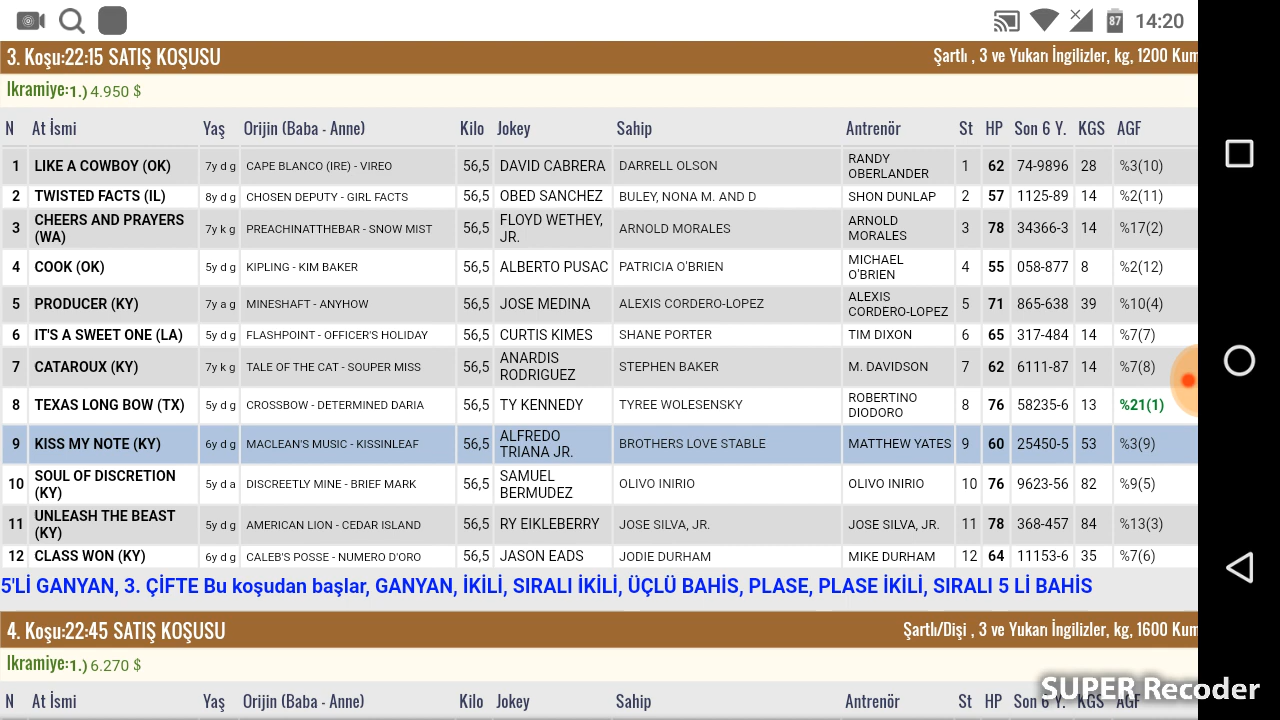 87 14:20
3. Koşu:22:15 SATIŞ KOŞUSU Şartlı , 3 ve Yukarı İngilizler, kg, 1200 Kum
Ikramiye:1.) 4.950 $
N At İsmi Yaş Orijin (Baba - Anne) Kilo Jokey Sahip Antrenör St HP Son 6 Y. KGS AGF
1 LIKE A COWBOY (OK) 7y d g CAPE BLANCO (IRE) - VIREO 56,5 DAVID CABRERA DARRELL OLSON RANDY OBERLANDER 1 62 74-9896 28 %3(10)
2 TWISTED FACTS (IL) 8y d g CHOSEN DEPUTY - GIRL FACTS 56,5 OBED SANCHEZ BULEY, NONA M. AND D SHON DUNLAP 2 57 1125-89 14 %2(11)
3 CHEERS AND PRAYERS (WA) 7y k g PREACHINATTHEBAR - SNOW MIST 56,5 FLOYD WETHEY, JR. ARNOLD MORALES ARNOLD MORALES 3 78 34366-3 14 %17(2)
4 COOK (OK) 5y d g KIPLING - KIM BAKER 56,5 ALBERTO PUSAC PATRICIA O'BRIEN MICHAEL O'BRIEN 4 55 058-877 8 %2(12)
5 PRODUCER (KY) 7y a g MINESHAFT - ANYHOW 56,5 JOSE MEDINA ALEXIS CORDERO-LOPEZ ALEXIS CORDERO-LOPEZ 5 71 865-638 39 %10(4)
6 IT'S A SWEET ONE (LA) 5y d g FLASHPOINT - OFFICER'S HOLIDAY 56,5 CURTIS KIMES SHANE PORTER TIM DIXON 6 65 317-484 14 %7(7)
7 CATAROUX (KY) 7y k g TALE OF THE CAT - SOUPER MISS 56,5 ANARDIS RODRIGUEZ STEPHEN BAKER M. DAVIDSON 7 62 6111-87 14 %7(8)
8 TEXAS LONG BOW (TX) 5y d g CROSSBOW - DETERMINED DARIA 56,5 TY KENNEDY TYREE WOLESENSKY ROBERTINO DIODORO 8 76 58235-6 13 %21(1)
9 KISS MY NOTE (KY) 6y d g MACLEAN'S MUSIC - KISSINLEAF 56,5 ALFREDO TRIANA JR. BROTHERS LOVE STABLE MATTHEW YATES 9 60 25450-5 53 %3(9)
10 SOUL OF DISCRETION (KY) 5y d a DISCREETLY MINE - BRIEF MARK 56,5 SAMUEL BERMUDEZ OLIVO INIRIO OLIVO INIRIO 10 76 9623-56 82 %9(5)
11 UNLEASH THE BEAST (KY) 5y d g AMERICAN LION - CEDAR ISLAND 56,5 RY EIKLEBERRY JOSE SILVA, JR. JOSE SILVA, JR. 11 78 368-457 84 %13(3)
12 CLASS WON (KY) 6y d g CALEB'S POSSE - NUMERO D'ORO 56,5 JASON EADS JODIE DURHAM MIKE DURHAM 12 64 11153-6 35 %7(6)
5'Lİ GANYAN, 3. ÇİFTE Bu koşudan başlar, GANYAN, İKİLİ, SIRALI İKİLİ, ÜÇLÜ BAHİS, PLASE, PLASE İKİLİ, SIRALI 5 Lİ BAHİS
4. Koşu:22:45 SATIŞ KOŞUSU Şartlı/Dişi , 3 ve Yukarı İngilizler, kg, 1600 Kum
Ikramiye:1.) 6.270 $
N At İsmi Yaş Orijin (Baba - Anne) Kilo Jokey Sahip Antrenör St HP Son 6 Y. KGS AGF
SUPER Recoder